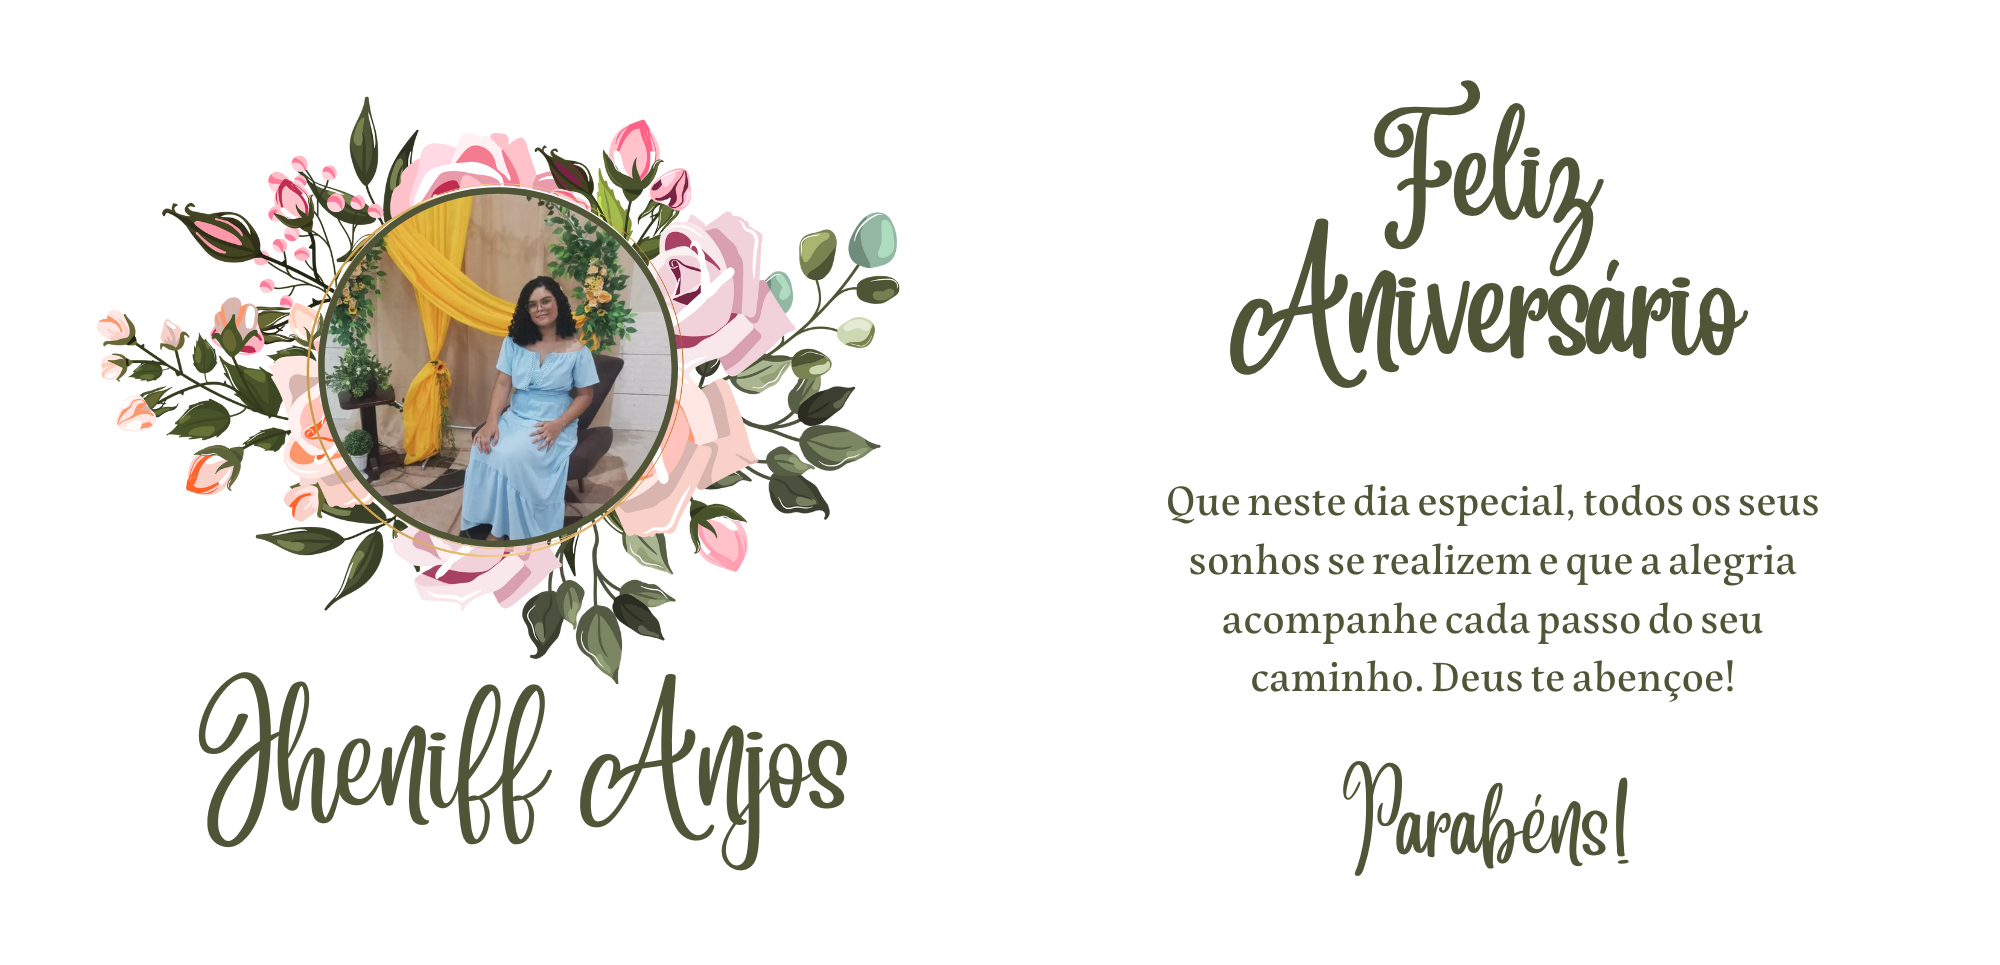 Jheniff Anjos
Feliz
Aniversário
Que neste dia especial, todos os seus
sonhos se realizem e que a alegria
acompanhe cada passo do seu
caminho. Deus te abençoe!
Parabéns!